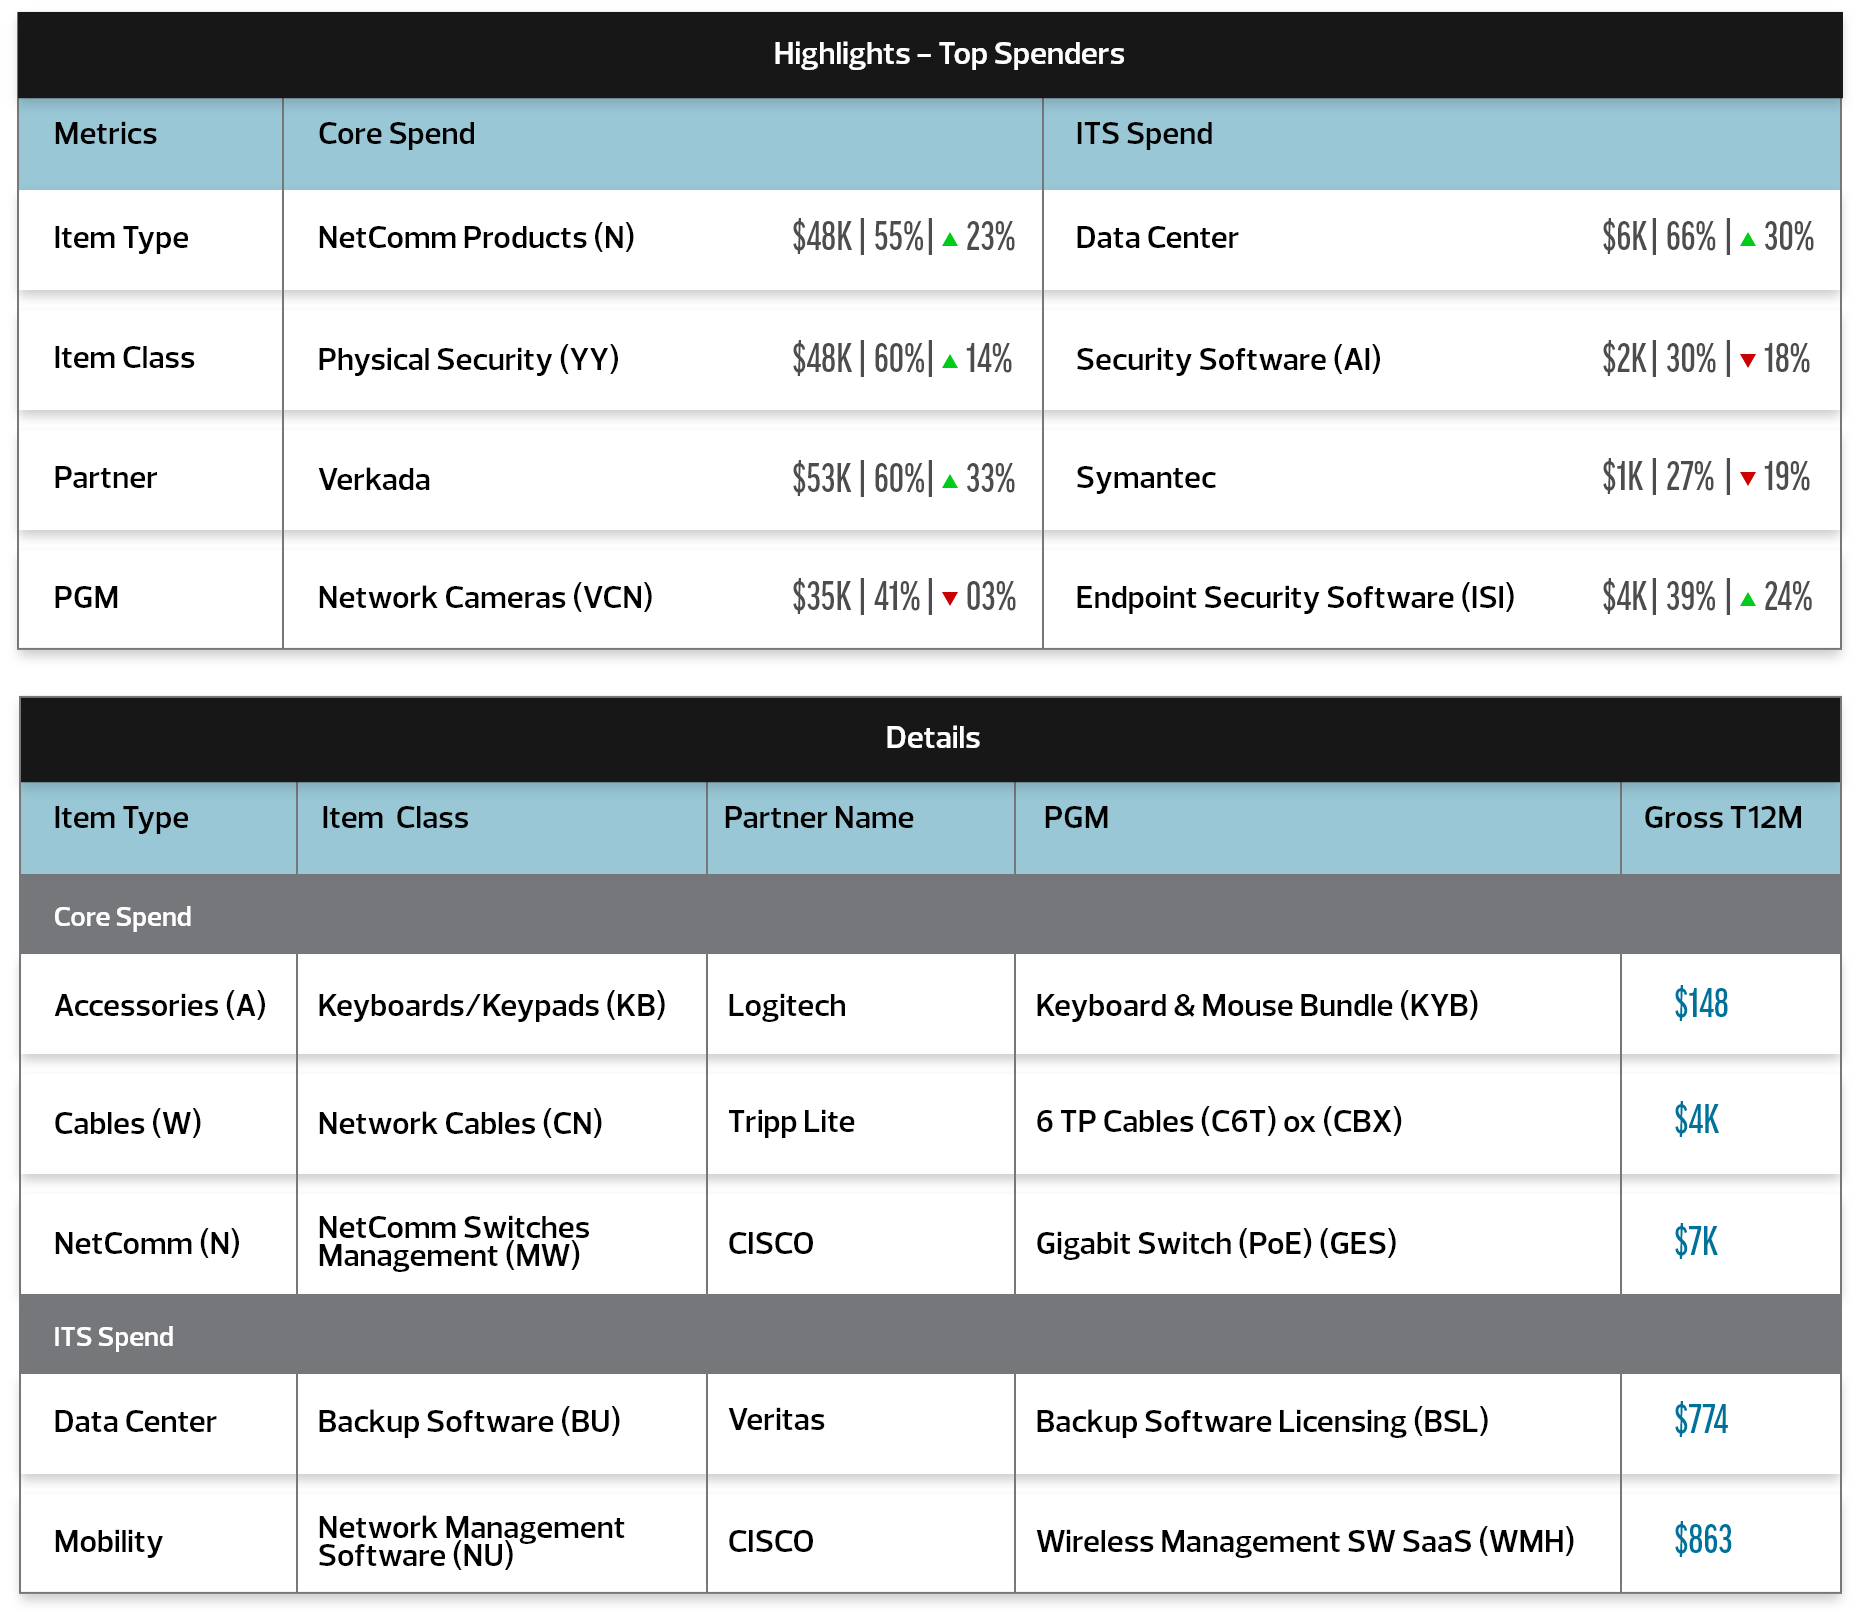 Highlights – Top Spenders
Metrics Core Spend ITS Spend
Item Type NetComm Products (N) $48K | 55% | ▲ 23% Data Center $6K | 66% | ▲ 30%
Item Class Physical Security (YY) $48K | 60% | ▲ 14% Security Software (AI) $2K | 30% | ▼ 18%
Partner Verkada $53K | 60% | ▲ 33% Symantec $1K | 27% | ▼ 19%
PGM Network Cameras (VCN) $35K | 41% | ▼ 03% Endpoint Security Software (ISI) $4K | 39% | ▲ 24%
Details
Item Type Item Class Partner Name PGM Gross T12M
Core Spend
Accessories (A) Keyboards/Keypads (KB) Logitech Keyboard & Mouse Bundle (KYB) $148
Cables (W) Network Cables (CN) Tripp Lite 6 TP Cables (C6T) ox (CBX) $4K
NetComm (N) NetComm Switches
Management (MW) CISCO Gigabit Switch (PoE) (GES) $7K
ITS Spend
Data Center Backup Software (BU) Veritas Backup Software Licensing (BSL) $774
Mobility Network Management
Software (NU) CISCO Wireless Management SW SaaS (WMH) $863